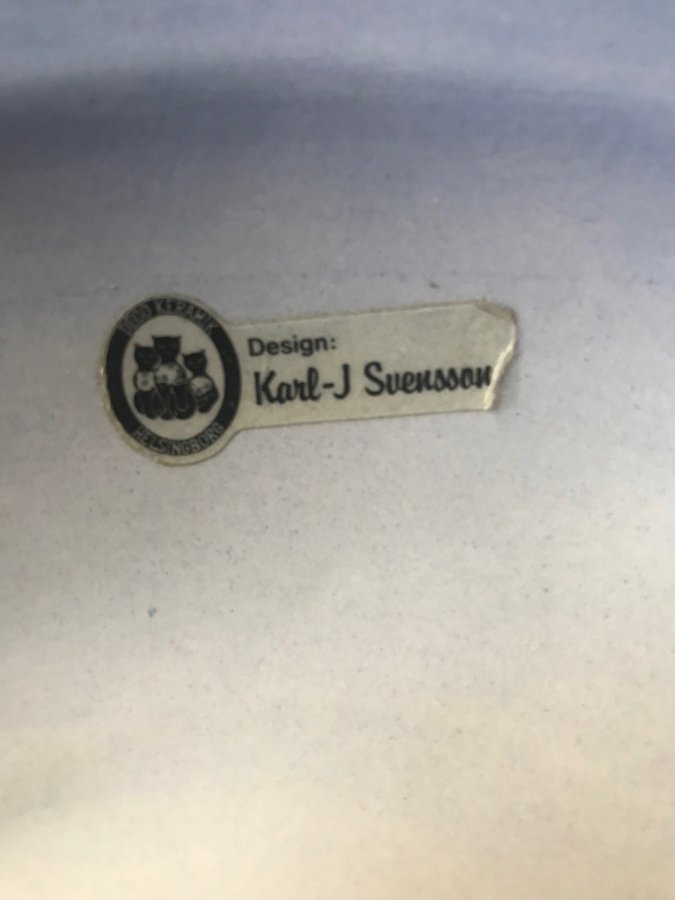 KERAMIK
HELSINGBORG
Design:
Karl-J Svensson